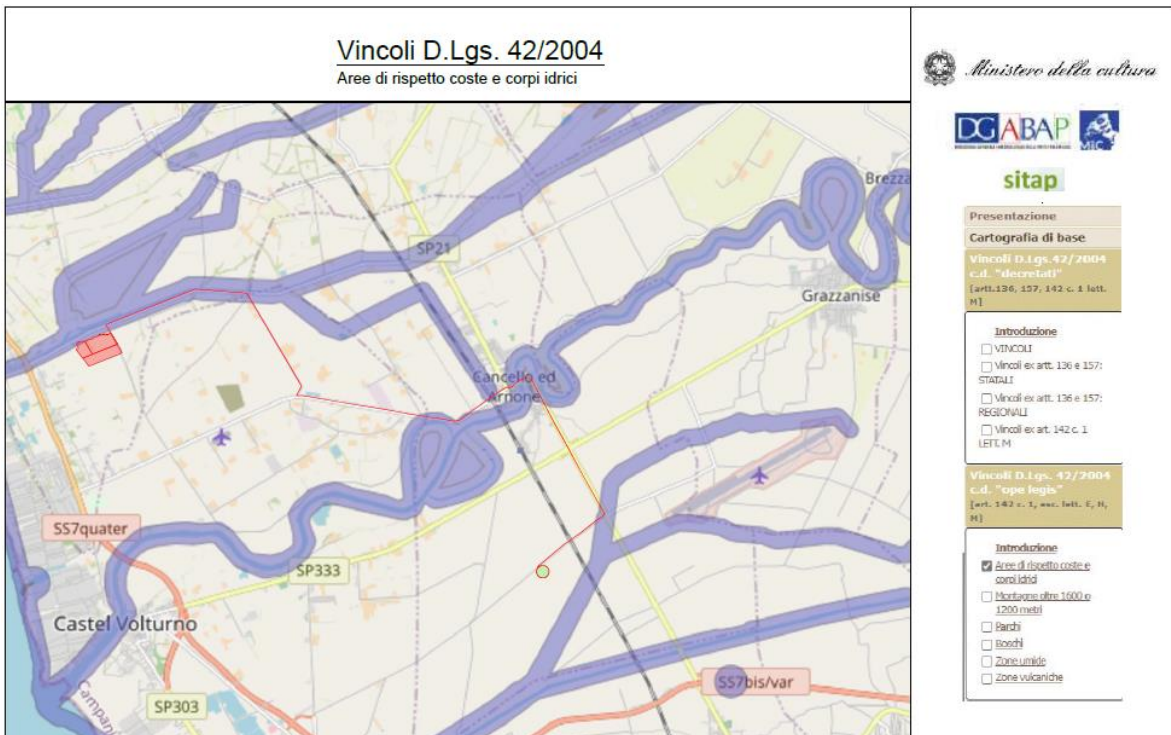 Vincoli D.Lgs. 42/2004
Aree di rispetto coste e corpi idrici
Brezza
SP21
Grazzanise
Cancello ed
Arnone
SS7quater
SP333
Castel Volturno
Campani
SP303
SS7bis/var
Ministero della cultura
DGABAP
MiC
sitap
Presentazione
Cartografia di base
Vincoli D.Lgs.42/2004
c.d. "decretati"
[artt.136, 157, 142 c. 1 lett.
M]
Introduzione
VINCOLI
Vincoli ex artt. 136 e 157:
STATALI
Vincoli ex artt. 136 e 157:
REGIONALI
Vincoli ex art. 142 c. 1
LETT. M
Vincoli D.Lgs. 42/2004
c.d. "ope legis"
[art. 142 c. 1, esc. lett. E, H,
M]
Introduzione
Aree di rispetto coste e
corpi idrici
Montagne oltre 1600 o
1200 metri
Parchi
Boschi
Zone umide
Zone vulcaniche